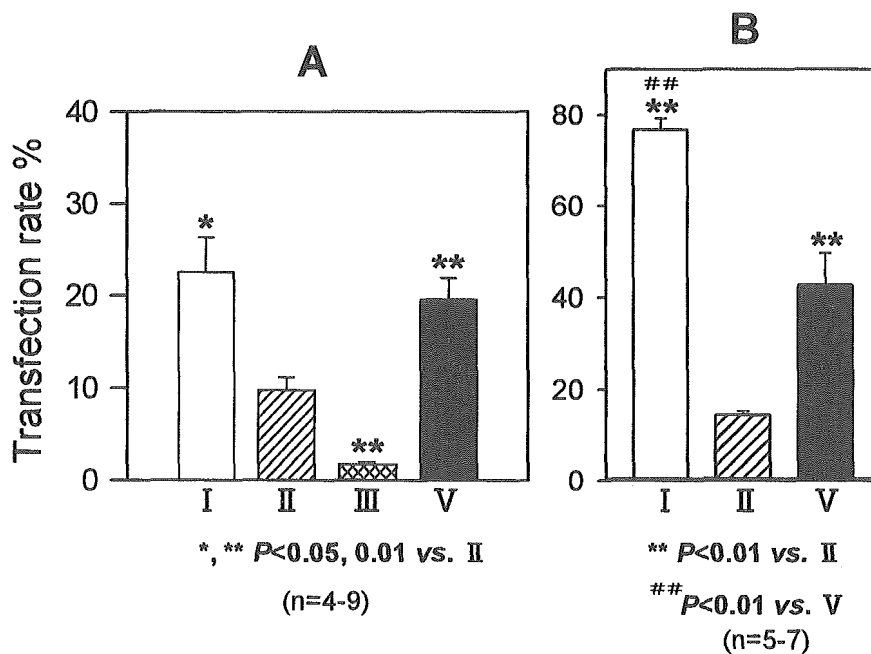 A
Transfection rate %
40
30
20
10
0
*
**
**
I II III V
*, ** P<0.05, 0.01 vs. II
(n=4-9)
B
80
60
40
20
0
##
**
**
I II V
** P<0.01 vs. II
##P<0.01 vs. V
(n=5-7)